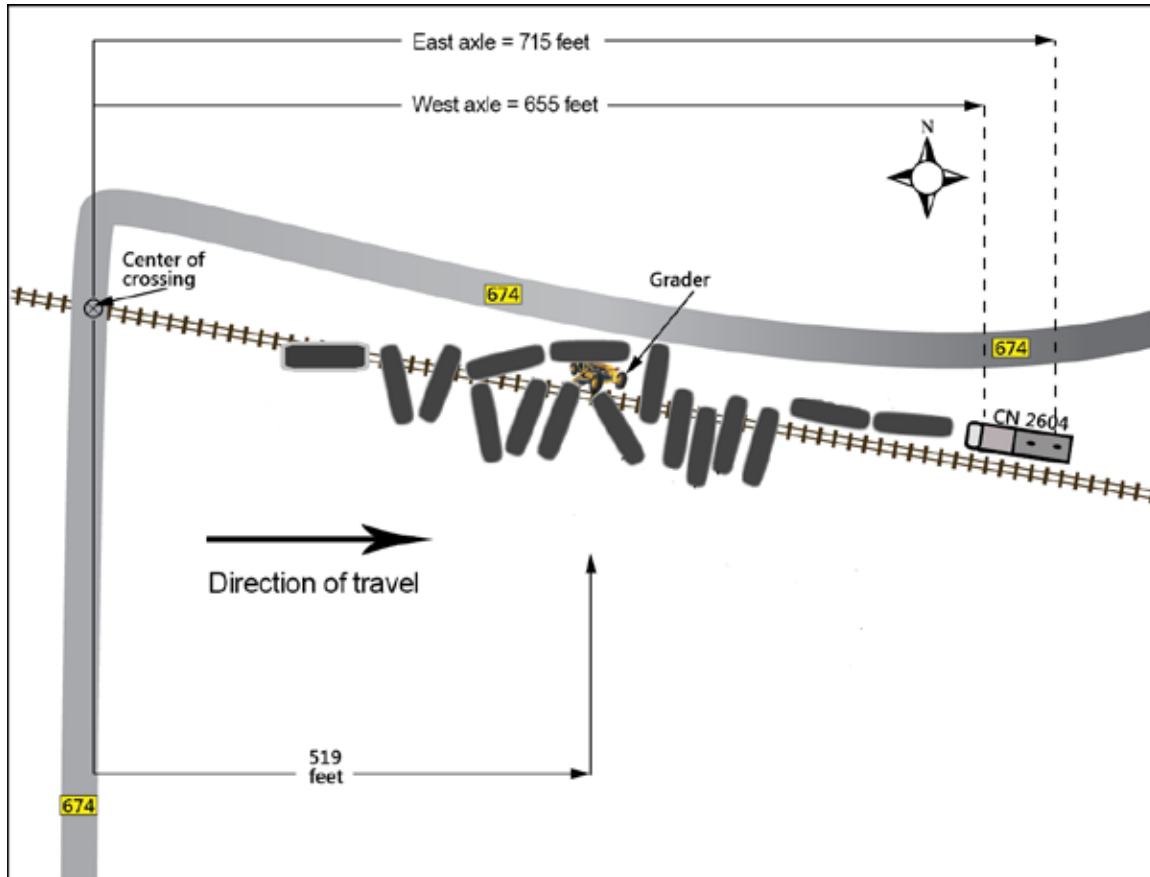 East axle = 715 feet
West axle = 655 feet
N
Center of
crossing
674
Grader
674
CN 2604
Direction of travel
519
feet
674